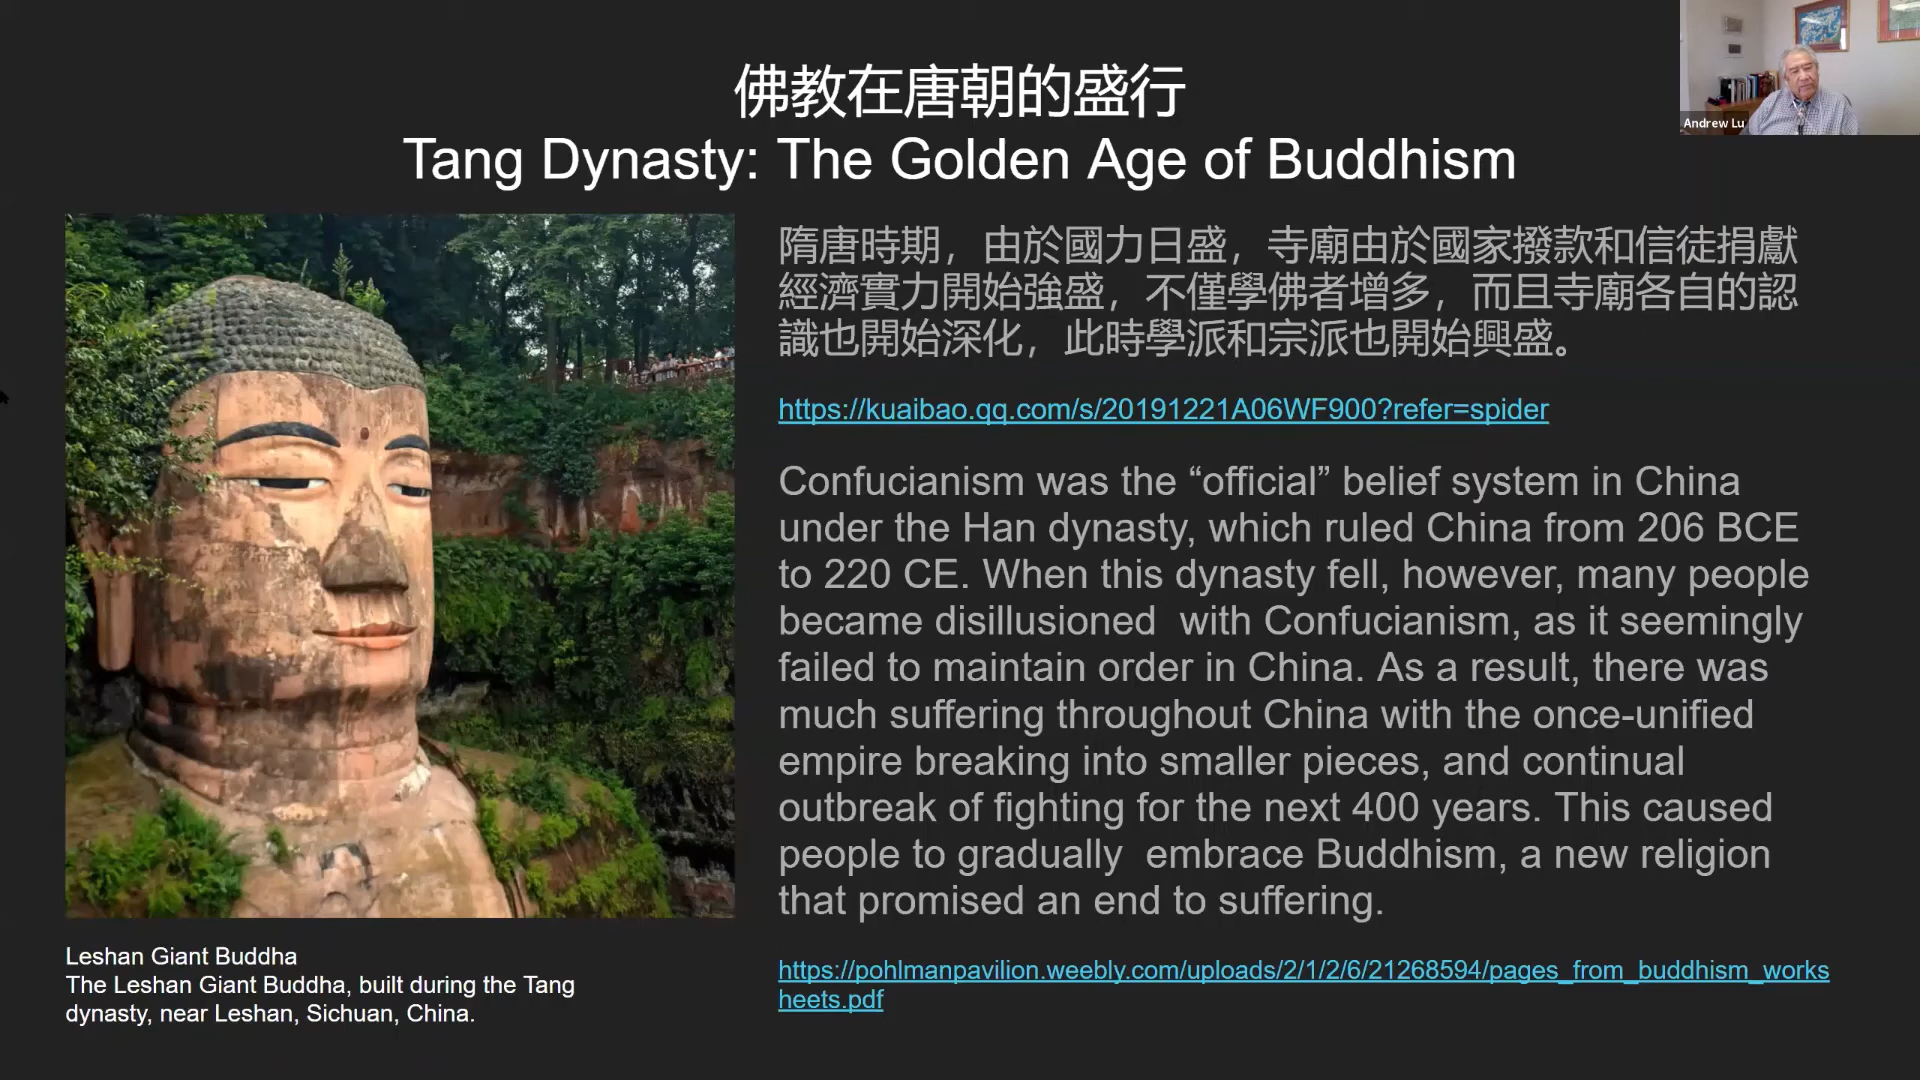 佛教在唐朝的盛行
Tang Dynasty: The Golden Age of Buddhism
Andrew Lu
隋唐時期，由於國力日盛，寺廟由於國家撥款和信徒捐獻
經濟實力開始強盛，不僅學佛者增多，而且寺廟各自的認
識也開始深化，此時學派和宗派也開始興盛。
https://kuaibao.qq.com/s/20191221A06WF900?refer=spider
Confucianism was the “official” belief system in China
under the Han dynasty, which ruled China from 206 BCE
to 220 CE. When this dynasty fell, however, many people
became disillusioned  with Confucianism, as it seemingly
failed to maintain order in China. As a result, there was
much suffering throughout China with the once-unified
empire breaking into smaller pieces, and continual
outbreak of fighting for the next 400 years. This caused
people to gradually  embrace Buddhism, a new religion
that promised an end to suffering.
https://pohlmanpavilion.weebly.com/uploads/2/1/2/6/21268594/pages_from_buddhism_works
heets.pdf
Leshan Giant Buddha
The Leshan Giant Buddha, built during the Tang
dynasty, near Leshan, Sichuan, China.